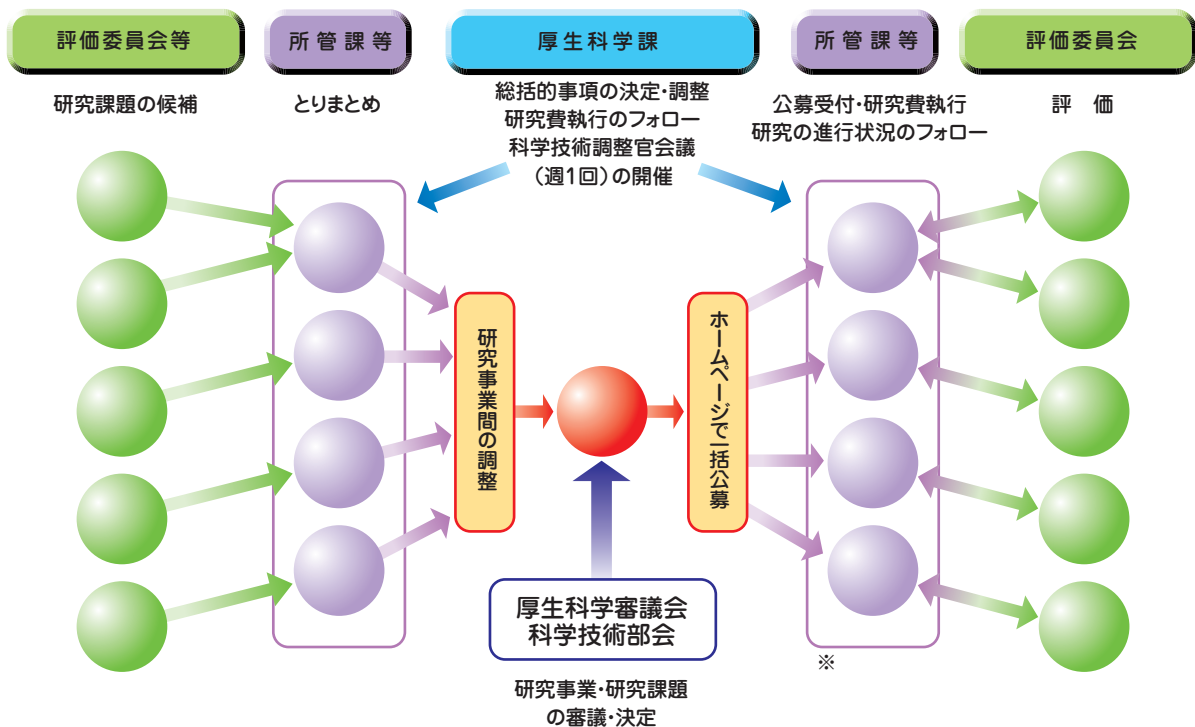 評価委員会等
所管課等
厚生科学課
所管課等
評価委員会
研究課題の候補
とりまとめ
総括的事項の決定・調整
研究費執行のフォロー
科学技術調整官会議
（週1回）の開催
公募受付・研究費執行
研究の進行状況のフォロー
評　価
研究事業間の調整
ホームページで一括公募
厚生科学審議会
科学技術部会
※
研究事業・研究課題
の審議・決定